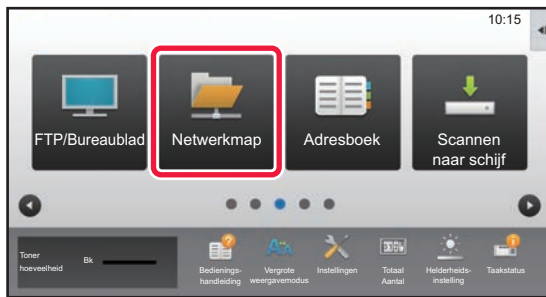 10:15
FTP/Bureaublad
Netwerkmap
Adresboek
Scannen
naar schijf
Toner
hoeveelheid
Bk
Bedienings-
handleiding
Vergrote
weergavemodus
Instellingen
Totaal
Aantal
Helderheids-
instelling
Taakstatus